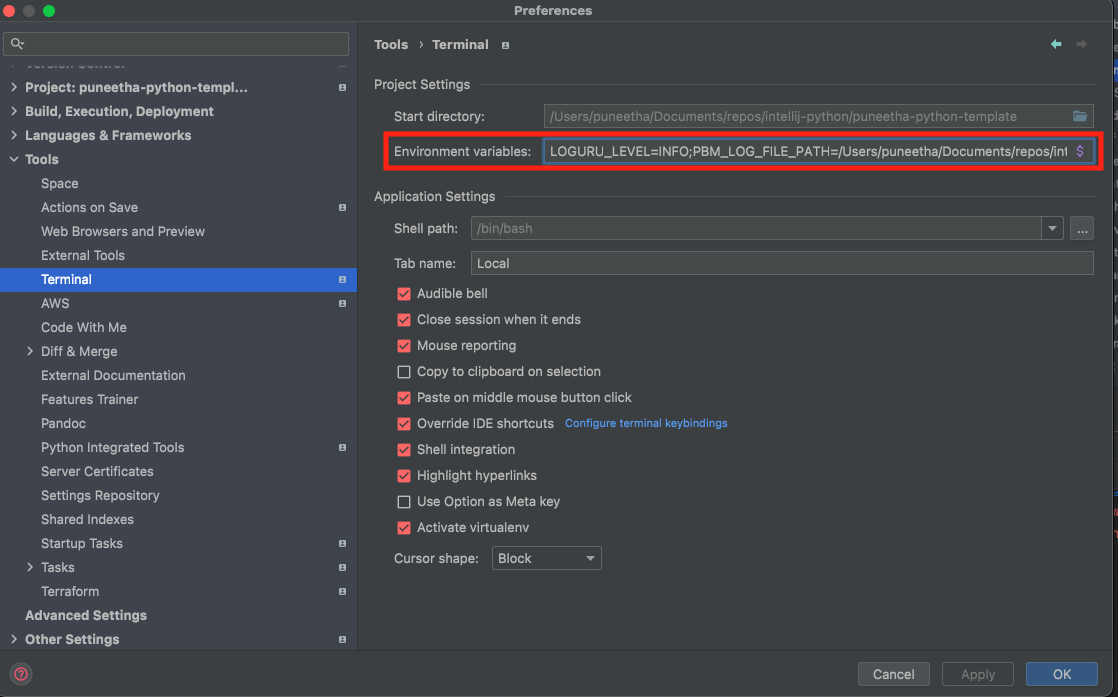 Preferences
Tools › Terminal
Version Control
Project: puneetha-python-templ...
Build, Execution, Deployment
Languages & Frameworks
Tools
Space
Actions on Save
Web Browsers and Preview
External Tools
Terminal
AWS
Code With Me
Diff & Merge
External Documentation
Features Trainer
Pandoc
Python Integrated Tools
Server Certificates
Settings Repository
Shared Indexes
Startup Tasks
Tasks
Terraform
Advanced Settings
Other Settings
Project Settings
Start directory: /Users/puneetha/Documents/repos/intellij-python/puneetha-python-template
Environment variables: LOGURU_LEVEL=INFO;PBM_LOG_FILE_PATH=/Users/puneetha/Documents/repos/int $
Application Settings
Shell path: /bin/bash ...
Tab name: Local
Audible bell
Close session when it ends
Mouse reporting
Copy to clipboard on selection
Paste on middle mouse button click
Override IDE shortcuts Configure terminal keybindings
Shell integration
Highlight hyperlinks
Use Option as Meta key
Activate virtualenv
Cursor shape: Block
? Cancel Apply OK